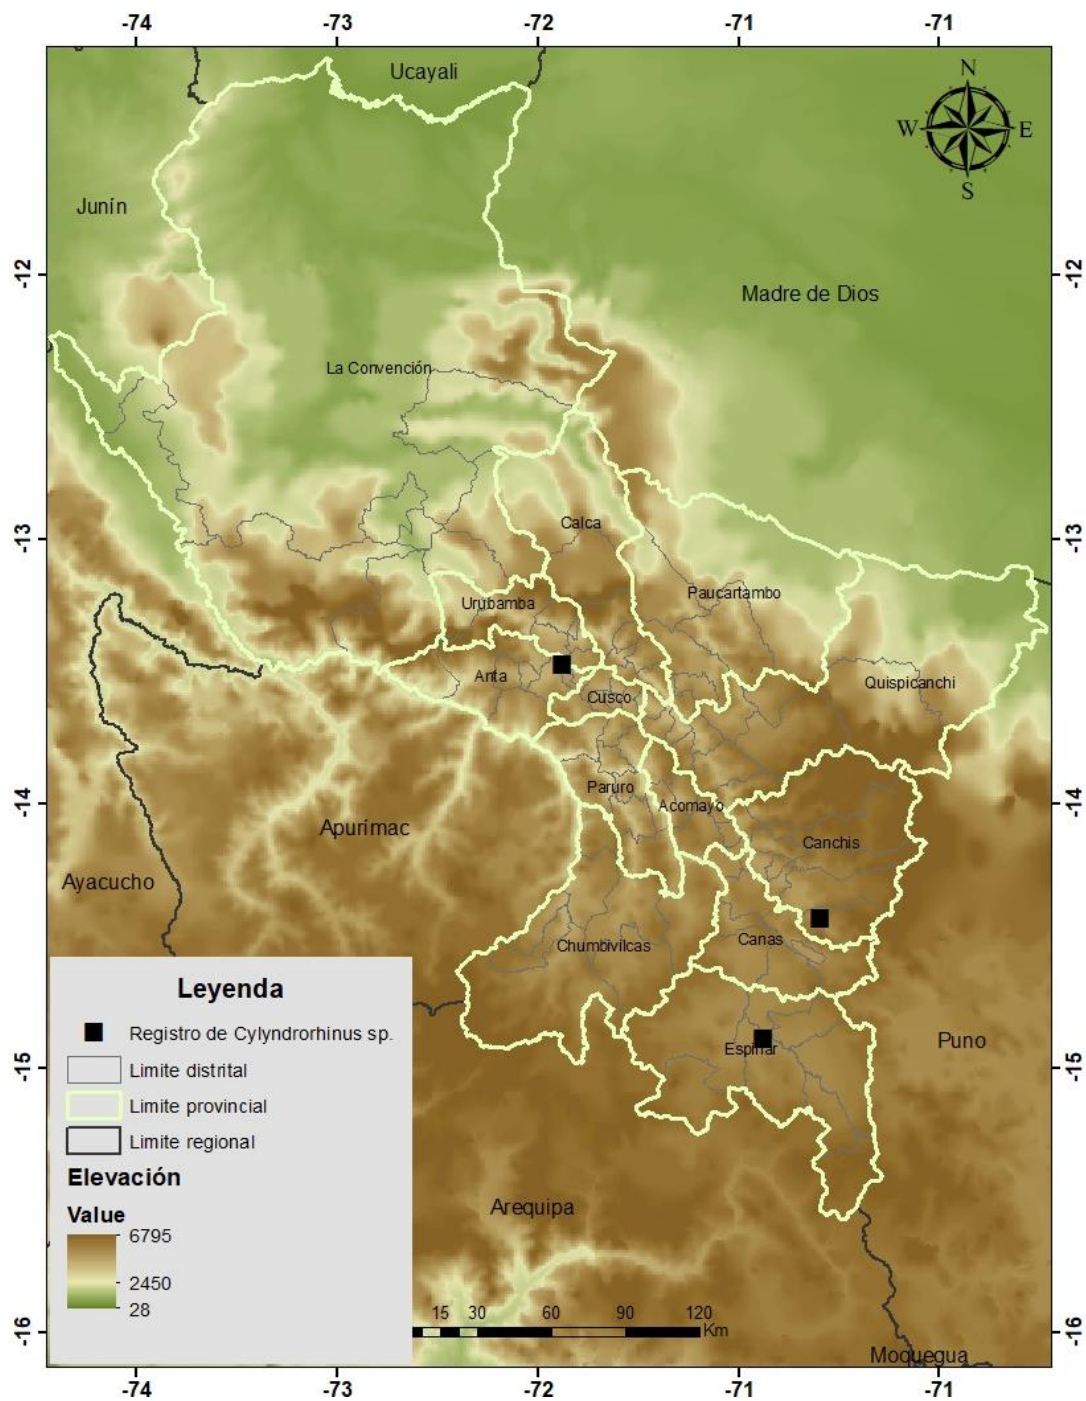 -74 -73 -72 -71 -71
Ucayali
N
W E
S
Junín
-12 -12
Madre de Dios
La Convención
Calca
-13 -13
Paucartambo
Urubamba
Anta
Quispicanchi
Cusco
Paruro
-14 -14
Acomayo
Apurímac
Canchis
Ayacucho
Canas
Chumbivilcas
Leyenda
Registro de Cylyndrorhinus sp.
Puno
Espinar
-15 -15
Limite distrital
Limite provincial
Limite regional
Elevación
Arequipa
Value
6795
2450
28
15 30 60 90 120
Km
-16 -16
Moquegua
-74 -73 -72 -71 -71